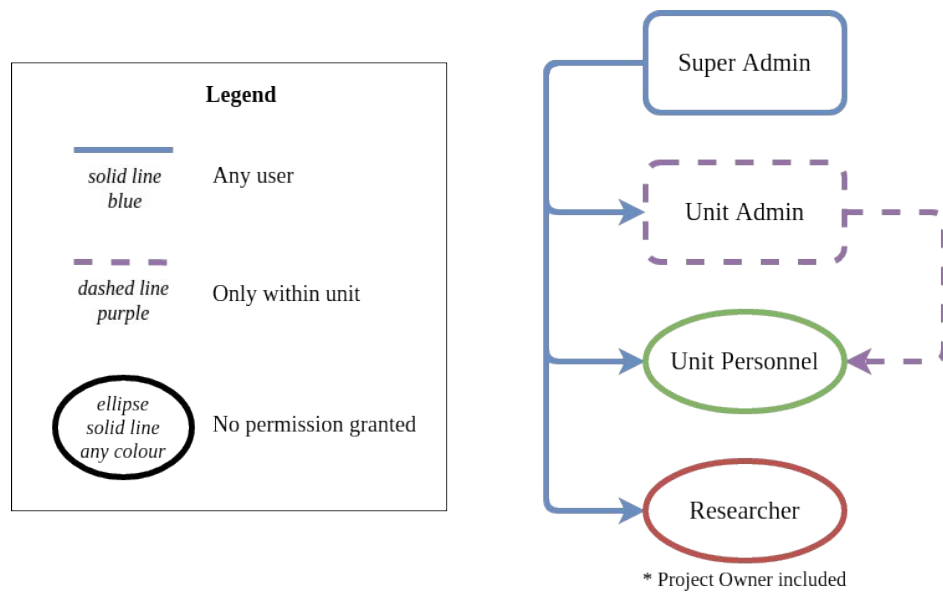 Legend
solid line
blue
Any user
dashed line
purple
Only within unit
ellipse
solid line
any colour
No permission granted
Super Admin
Unit Admin
Unit Personnel
Researcher
* Project Owner included